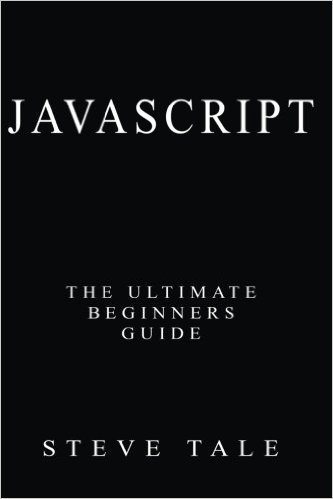 JAVASCRIPT
THE ULTIMATE
BEGINNERS
GUIDE
STEVE TALE